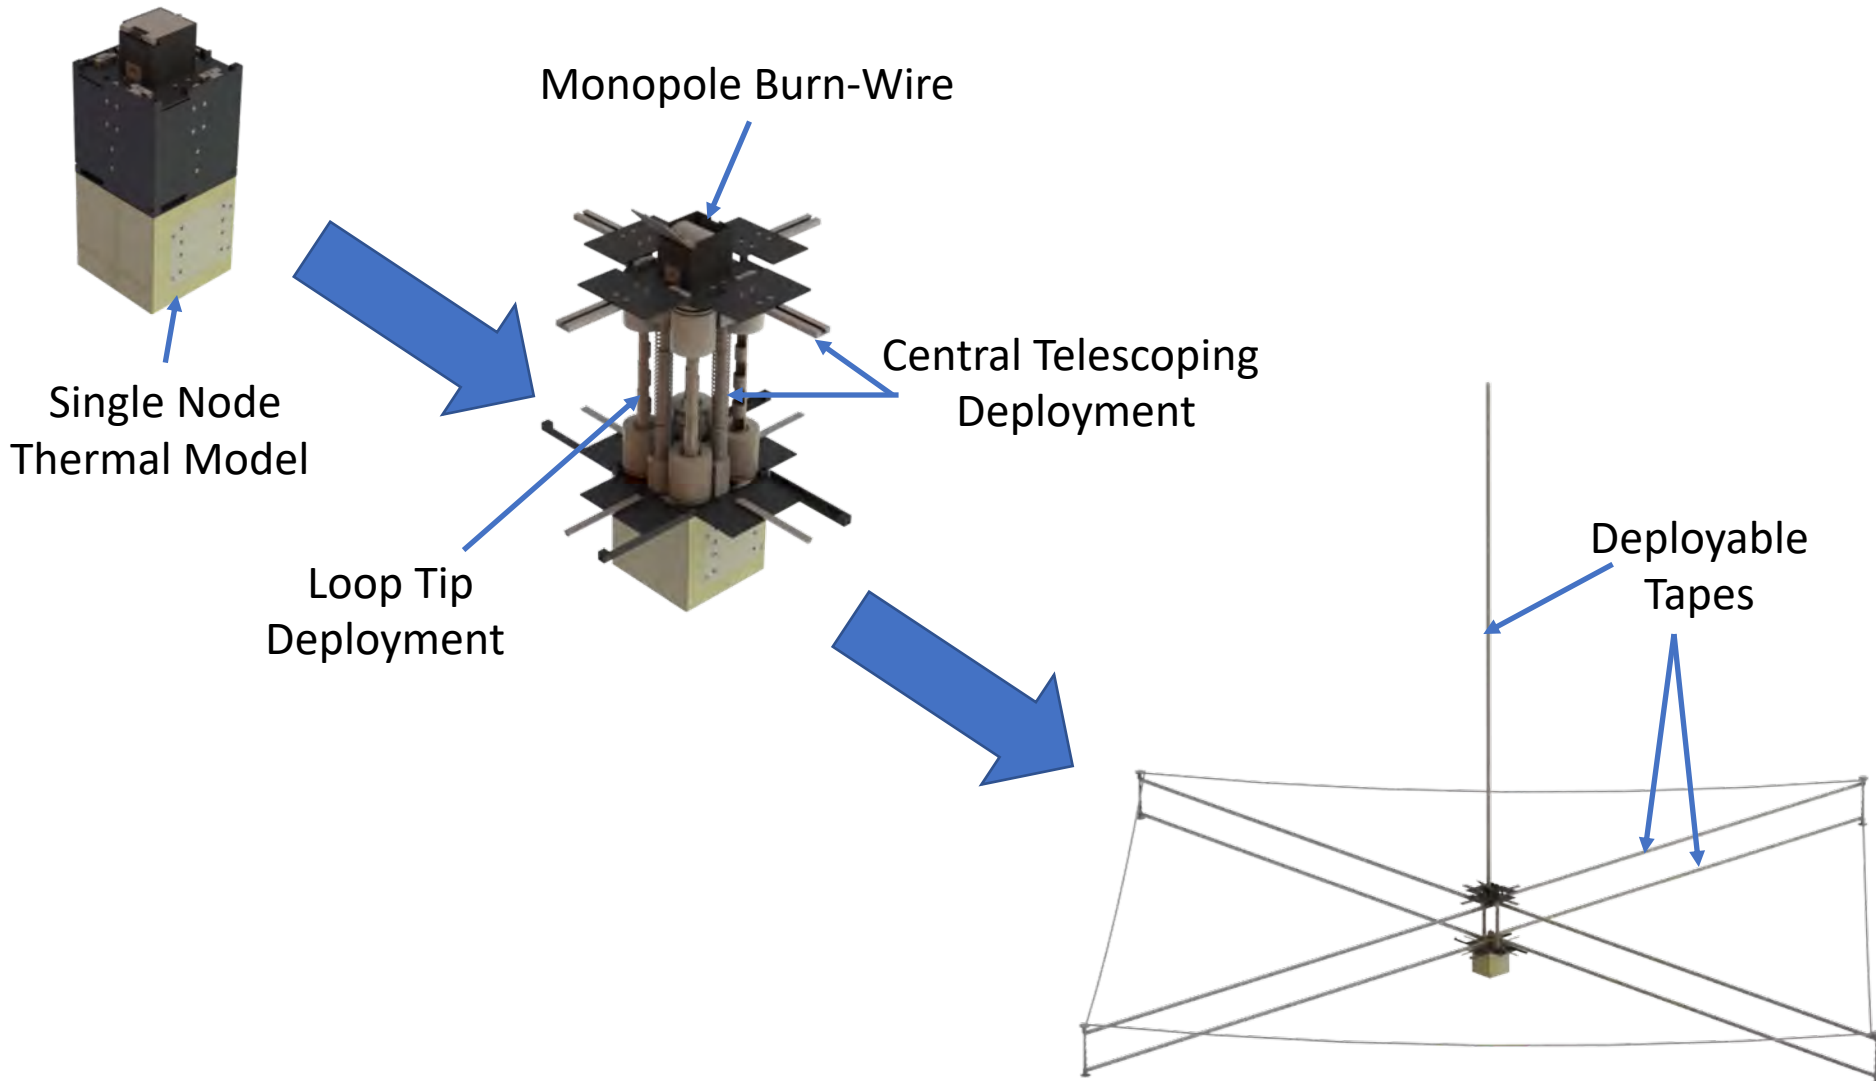 Monopole Burn-Wire
Single Node
Thermal Model
Central Telescoping
Deployment
Loop Tip
Deployment
Deployable
Tapes